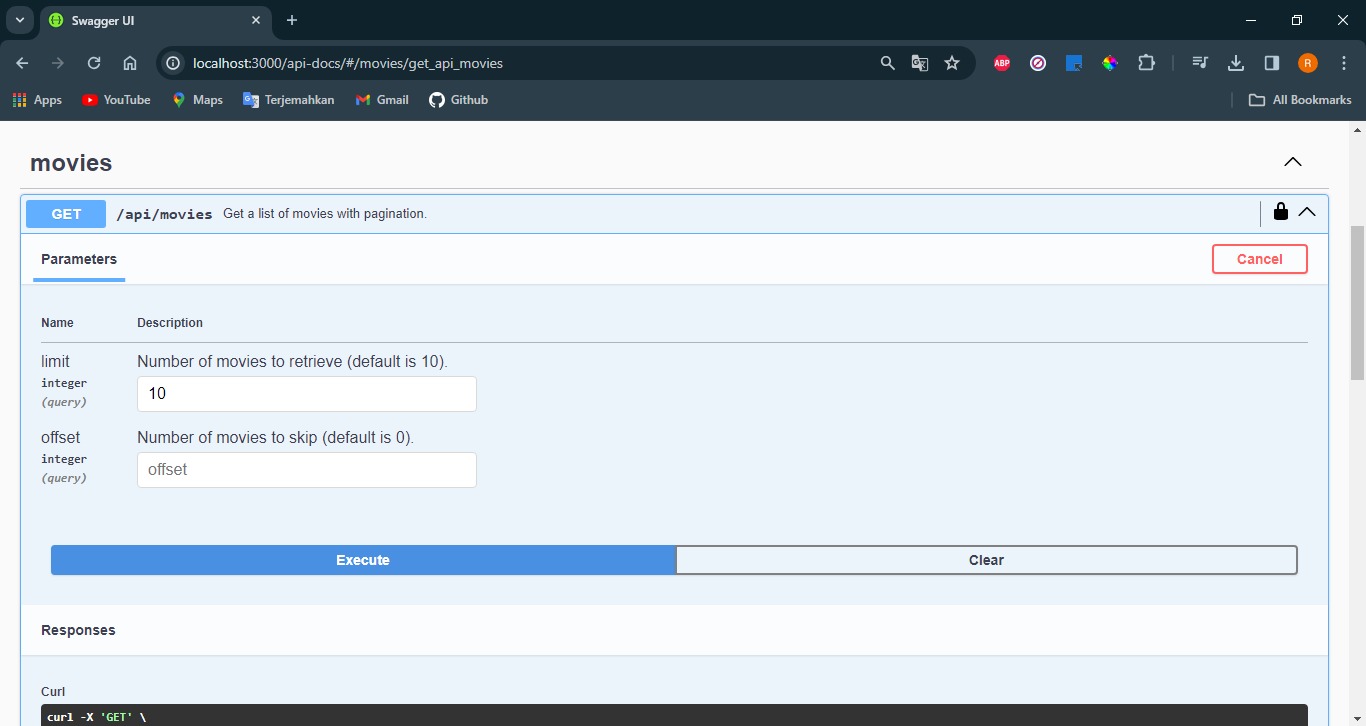 Swagger UI
localhost:3000/api-docs/#/movies/get_api_movies
ABP
R
Apps
YouTube
Maps
Terjemahkan
Gmail
Github
All Bookmarks
movies
GET /api/movies Get a list of movies with pagination.
Parameters
Cancel
Name Description
limit Number of movies to retrieve (default is 10).
integer
10
(query)
offset Number of movies to skip (default is 0).
integer
offset
(query)
Execute
Clear
Responses
Curl
curl -X 'GET' \